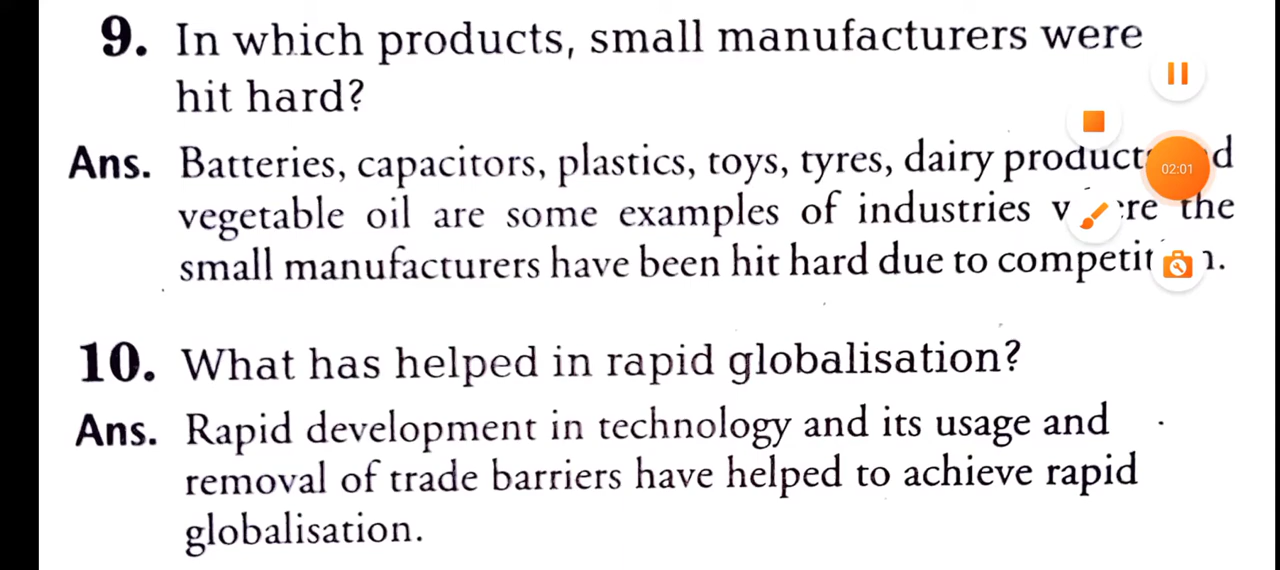 9. In which products, small manufacturers were
hit hard?
Ans. Batteries, capacitors, plastics, toys, tyres, dairy
02:01
vegetable oil are some examples of industries the
small manufacturers have been hit hard due to
10. What has helped in rapid globalisation?
Ans. Rapid development in technology and its usage and
removal of trade barriers have helped to achieve rapid
globalisation.